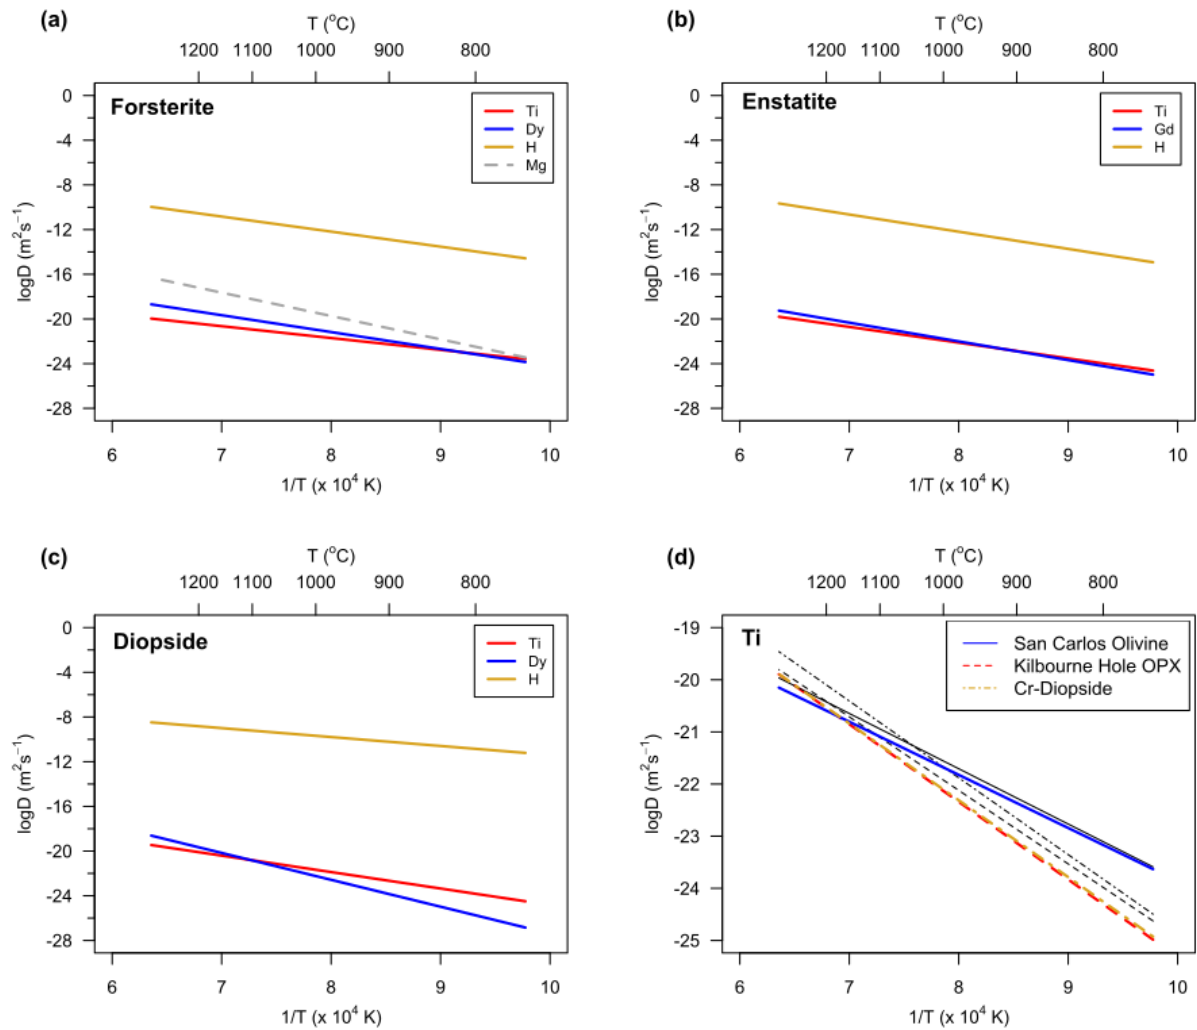 (a)
T (°C)
1200 1100 1000 900 800
Forsterite
Ti
Dy
H
Mg
0
-4
-8
-12
-16
-20
-24
-28
logD (m²s⁻¹)
6 7 8 9 10
1/T (x 10⁴ K)
(b)
T (°C)
1200 1100 1000 900 800
Enstatite
Ti
Gd
H
0
-4
-8
-12
-16
-20
-24
-28
logD (m²s⁻¹)
6 7 8 9 10
1/T (x 10⁴ K)
(c)
T (°C)
1200 1100 1000 900 800
Diopside
Ti
Dy
H
0
-4
-8
-12
-16
-20
-24
-28
logD (m²s⁻¹)
6 7 8 9 10
1/T (x 10⁴ K)
(d)
T (°C)
1200 1100 1000 900 800
Ti
San Carlos Olivine
Kilbourne Hole OPX
Cr-Diopside
-19
-20
-21
-22
-23
-24
-25
logD (m²s⁻¹)
6 7 8 9 10
1/T (x 10⁴ K)